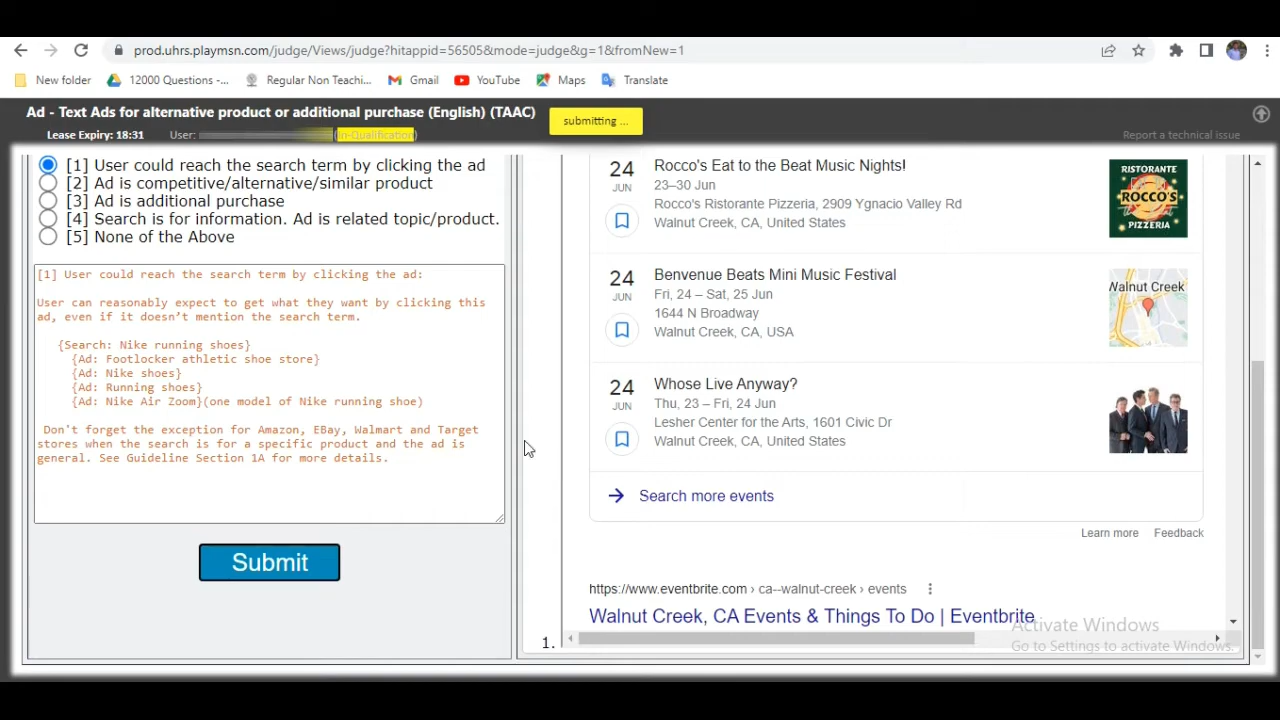 prod.uhrs.playmsn.com/judge/Views/judge?hitappid=56505&mode=judge&g=1&fromNew=1
New folder
12000 Questions -...
Regular Non Teachi...
Gmail
YouTube
Maps
Translate
Ad - Text Ads for alternative product or additional purchase (English) (TAAC)
submitting ...
Lease Expiry: 18:31
User:
(In-Qualification)
Report a technical issue
[1] User could reach the search term by clicking the ad
[2] Ad is competitive/alternative/similar product
[3] Ad is additional purchase
[4] Search is for information. Ad is related topic/product.
[5] None of the Above
[1] User could reach the search term by clicking the ad:
User can reasonably expect to get what they want by clicking this
ad, even if it doesn’t mention the search term.
{Search: Nike running shoes}
{Ad: Footlocker athletic shoe store}
{Ad: Nike shoes}
{Ad: Running shoes}
{Ad: Nike Air Zoom}(one model of Nike running shoe)
Don't forget the exception for Amazon, EBay, Walmart and Target
stores when the search is for a specific product and the ad is
general. See Guideline Section 1A for more details.
Submit
24
JUN
Rocco's Eat to the Beat Music Nights!
23–30 Jun
Rocco's Ristorante Pizzeria, 2909 Ygnacio Valley Rd
Walnut Creek, CA, United States
RISTORANTE
ROCCO'S
PIZZERIA
24
JUN
Benvenue Beats Mini Music Festival
Fri, 24 – Sat, 25 Jun
1644 N Broadway
Walnut Creek, CA, USA
Walnut Creek
24
JUN
Whose Live Anyway?
Thu, 23 – Fri, 24 Jun
Lesher Center for the Arts, 1601 Civic Dr
Walnut Creek, CA, United States
Search more events
Learn more
Feedback
https://www.eventbrite.com › ca--walnut-creek › events
Walnut Creek, CA Events & Things To Do | Eventbrite
1.
Activate Windows
Go to Settings to activate Windows.